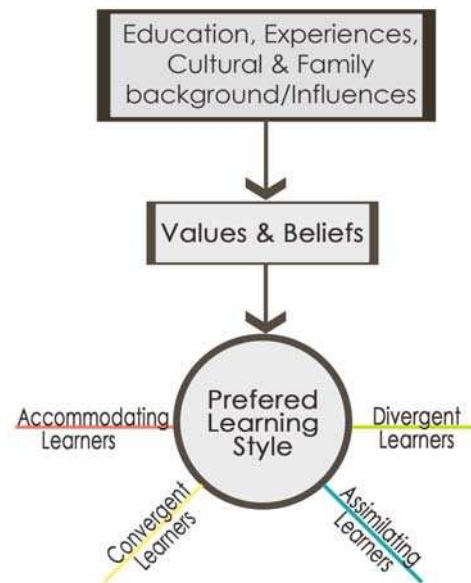 Education, Experiences,
Cultural & Family
background/Influences
Values & Beliefs
Prefered
Learning
Style
Accommodating
Learners
Divergent
Learners
Convergent
Learners
Assimilating
Learners